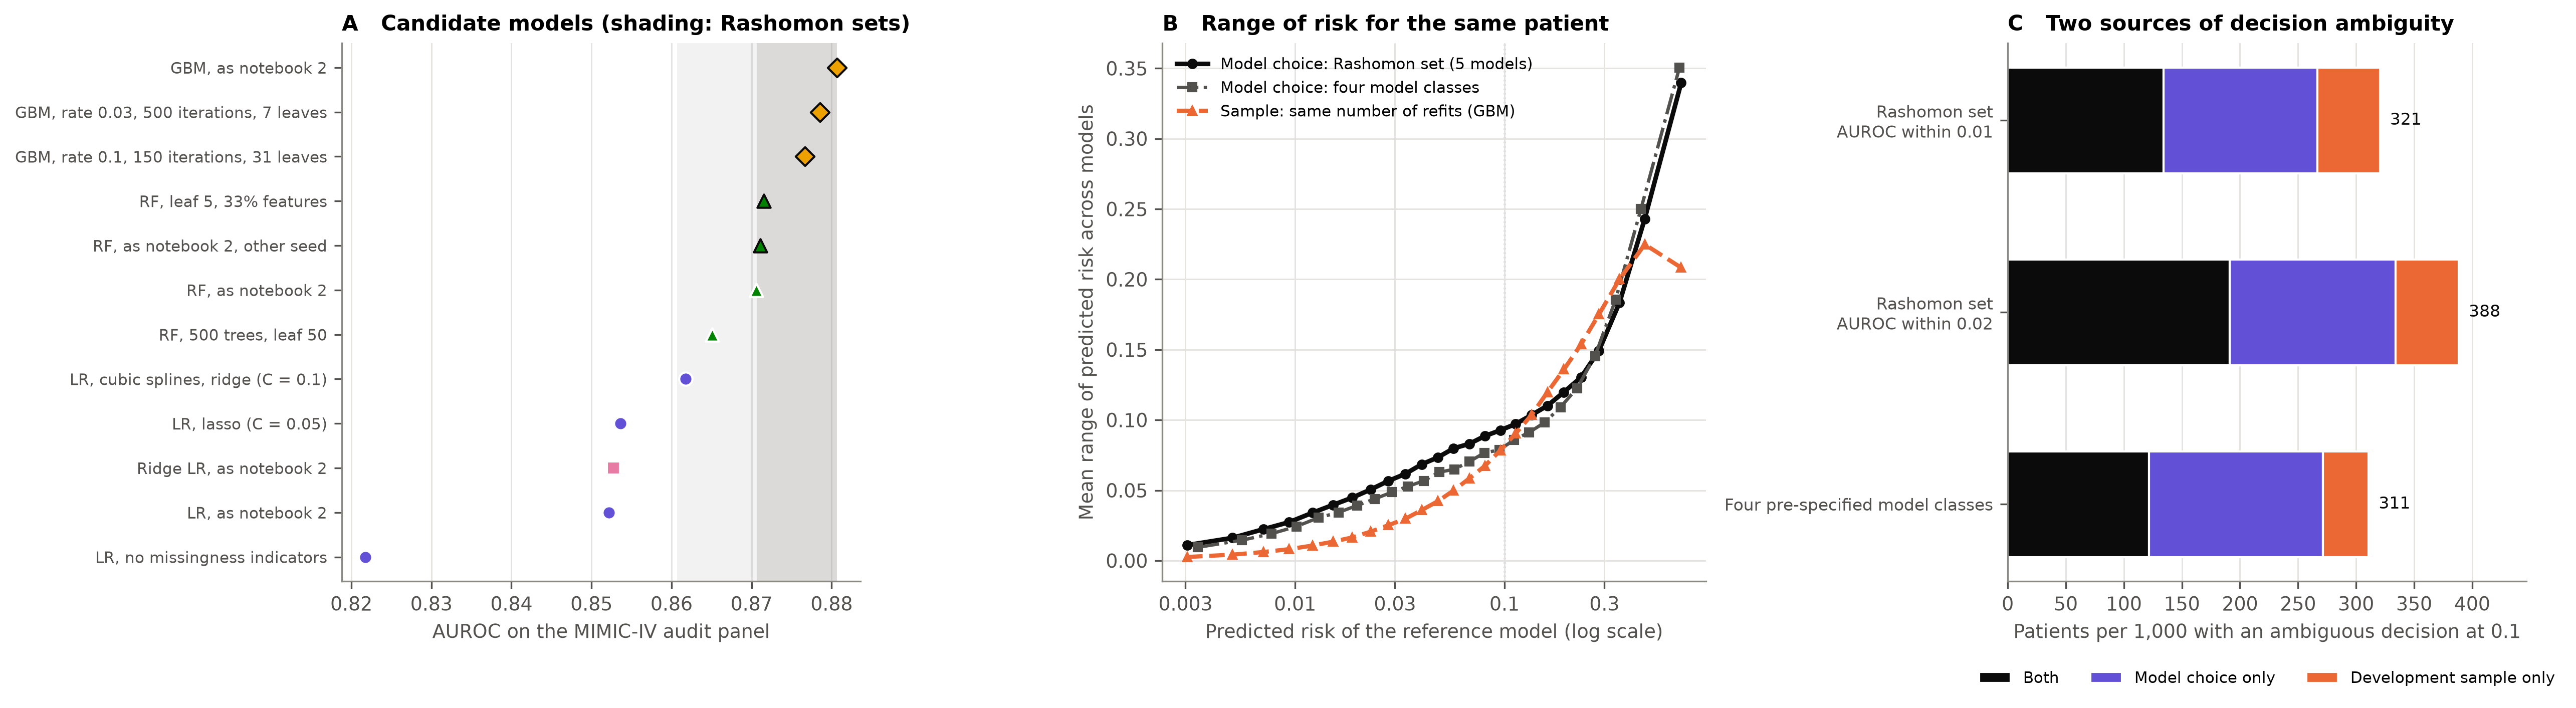 A Candidate models (shading: Rashomon sets)
GBM, as notebook 2
GBM, rate 0.03, 500 iterations, 7 leaves
GBM, rate 0.1, 150 iterations, 31 leaves
RF, leaf 5, 33% features
RF, as notebook 2, other seed
RF, as notebook 2
RF, 500 trees, leaf 50
LR, cubic splines, ridge (C = 0.1)
LR, lasso (C = 0.05)
Ridge LR, as notebook 2
LR, as notebook 2
LR, no missingness indicators
0.82 0.83 0.84 0.85 0.86 0.87 0.88
AUROC on the MIMIC-IV audit panel
B Range of risk for the same patient
Model choice: Rashomon set (5 models)
Model choice: four model classes
Sample: same number of refits (GBM)
Mean range of predicted risk across models
0.35
0.30
0.25
0.20
0.15
0.10
0.05
0.00
0.003 0.01 0.03 0.1 0.3
Predicted risk of the reference model (log scale)
C Two sources of decision ambiguity
Rashomon set
AUROC within 0.01
321
Rashomon set
AUROC within 0.02
388
Four pre-specified model classes
311
0 50 100 150 200 250 300 350 400
Patients per 1,000 with an ambiguous decision at 0.1
Both Model choice only Development sample only